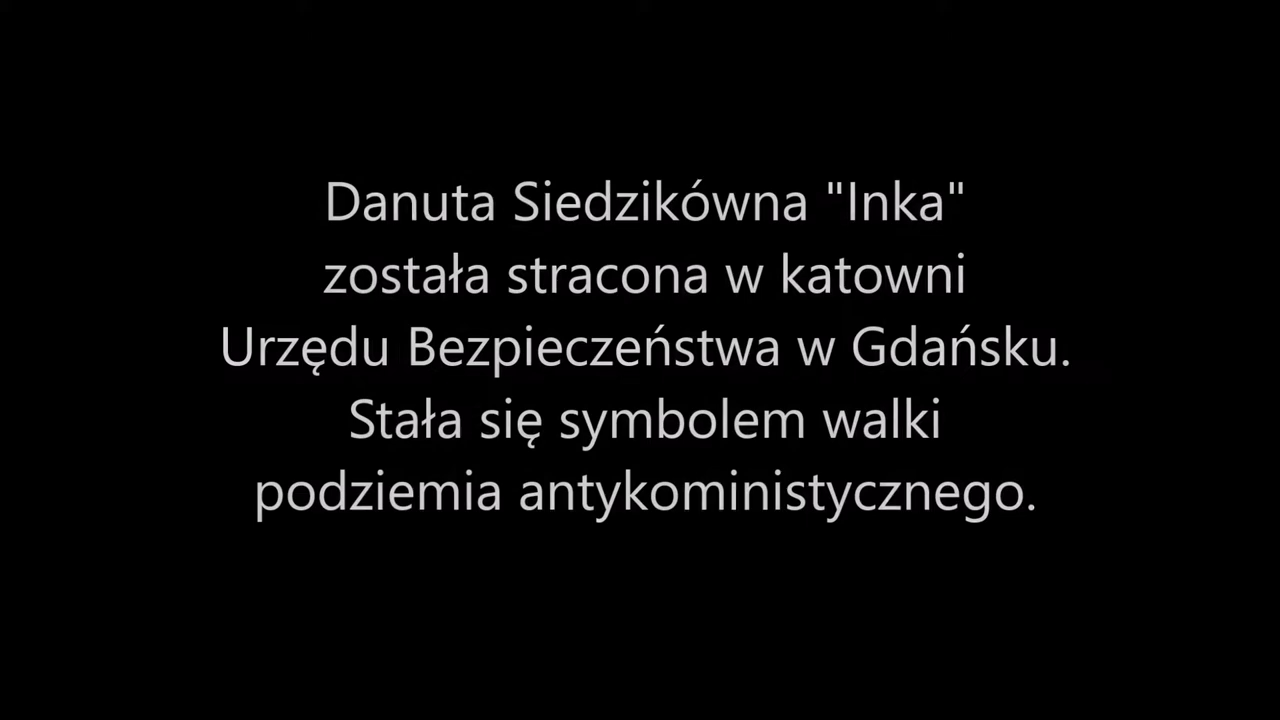 Danuta Siedzikówna "Inka"
została stracona w katowni
Urzędu Bezpieczeństwa w Gdańsku.
Stała się symbolem walki
podziemia antykoministycznego.